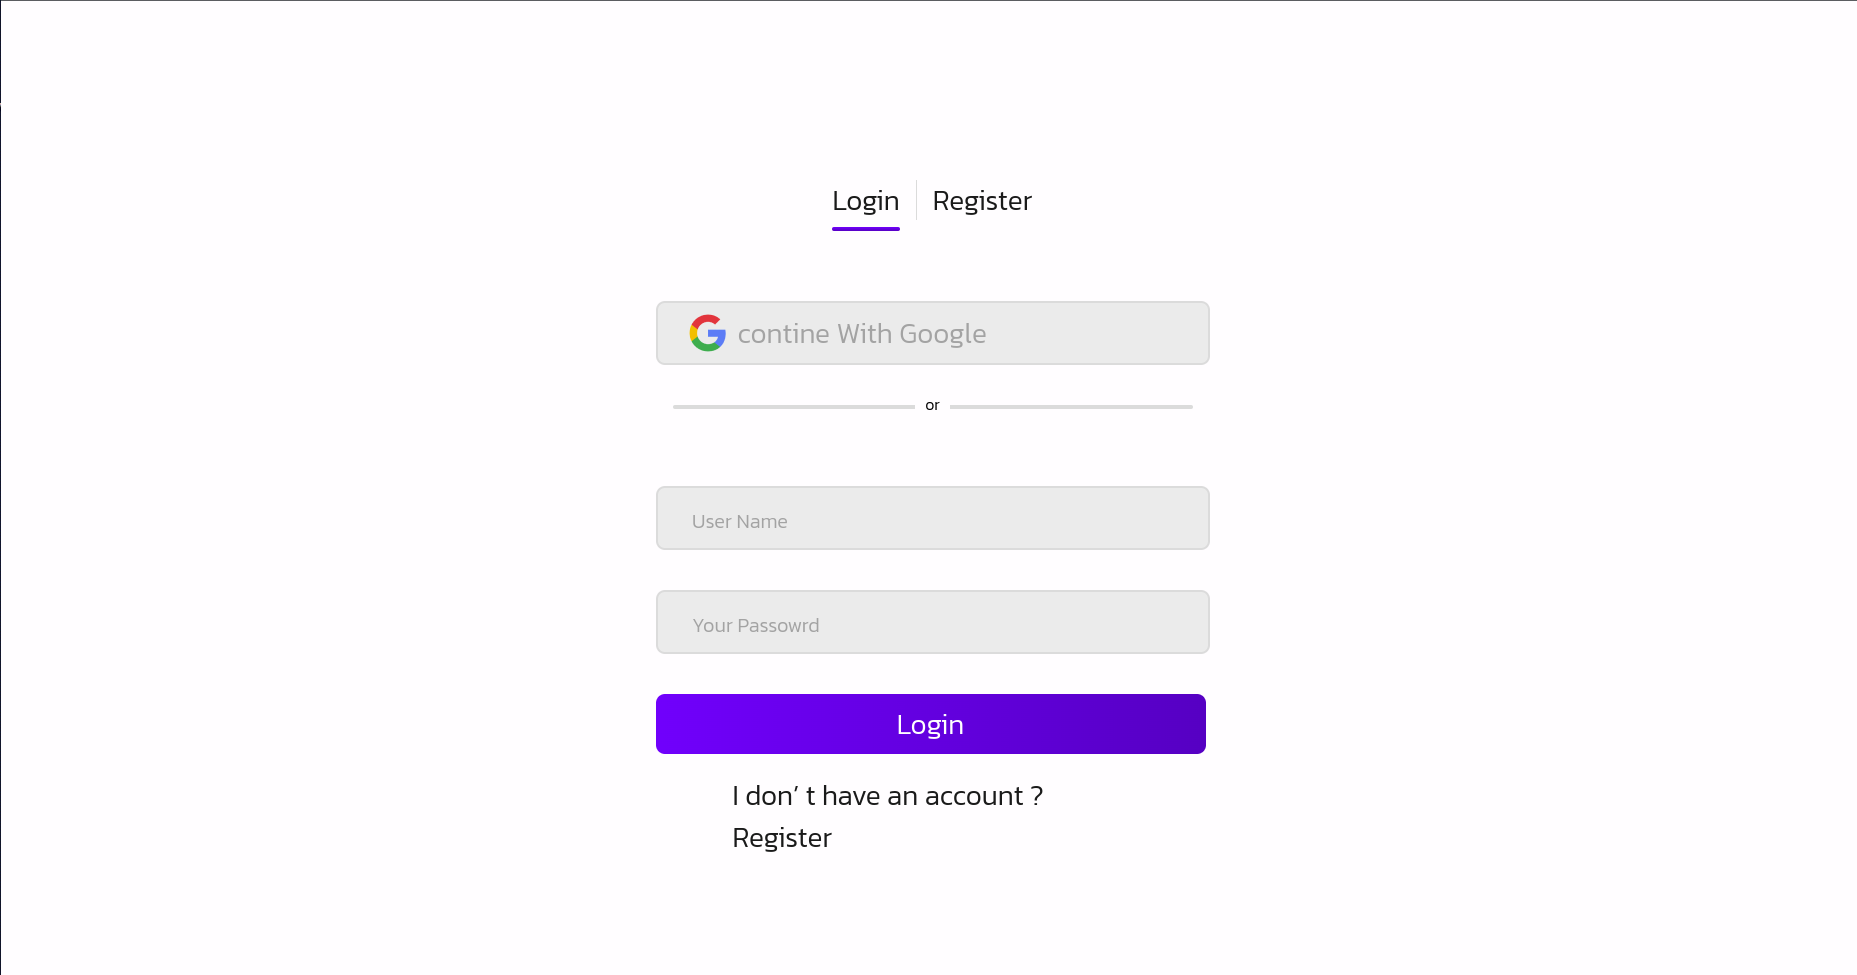 Login
Register
contine With Google
or
User Name
Your Passowrd
Login
I don’ t have an account ?
Register